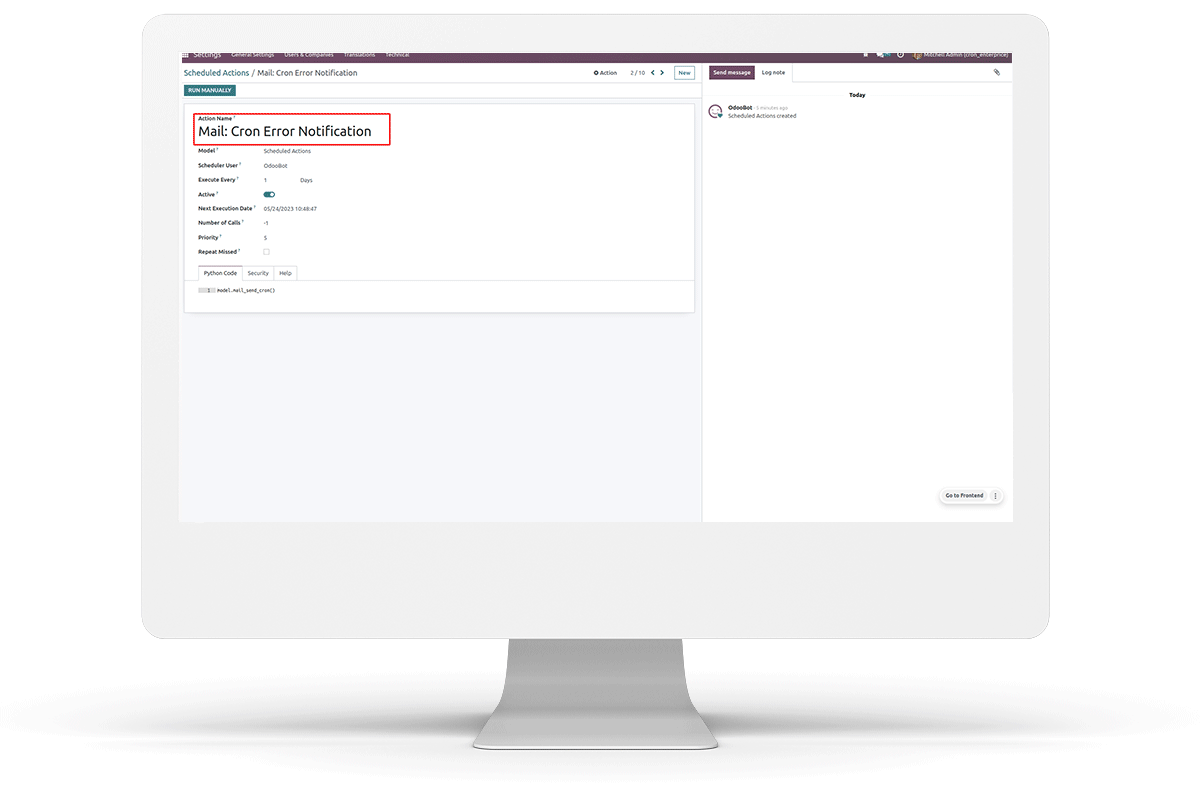 Settings General Settings Users & Companies Translations Technical Mitchell Admin (cron_enterprice)
Scheduled Actions / Mail: Cron Error Notification Action 2 / 10 New
RUN MANUALLY
Action Name ?
Mail: Cron Error Notification
Model ? Scheduled Actions
Scheduler User ? OdooBot
Execute Every ? 1 Days
Active ?
Next Execution Date ? 05/24/2023 10:48:47
Number of Calls ? -1
Priority ? 5
Repeat Missed ?
Python Code Security Help
1 model.mail_send_cron()
Send message Log note
Today
OdooBot - 5 minutes ago
Scheduled Actions created
Go to Frontend